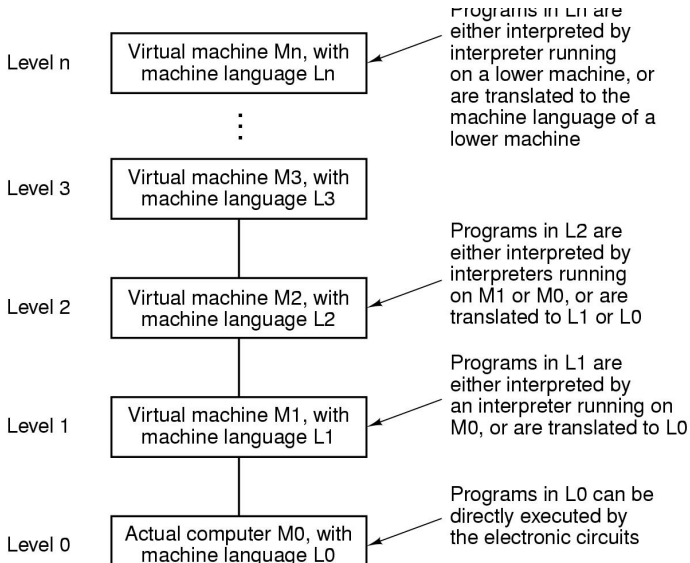 Level n
Virtual machine Mn, with
machine language Ln
Programs in Ln are
either interpreted by
interpreter running
on a lower machine, or
are translated to the
machine language of a
lower machine
Level 3
Virtual machine M3, with
machine language L3
Level 2
Virtual machine M2, with
machine language L2
Programs in L2 are
either interpreted by
interpreters running
on M1 or M0, or are
translated to L1 or L0
Level 1
Virtual machine M1, with
machine language L1
Programs in L1 are
either interpreted by
an interpreter running on
M0, or are translated to L0
Level 0
Actual computer M0, with
machine language L0
Programs in L0 can be
directly executed by
the electronic circuits